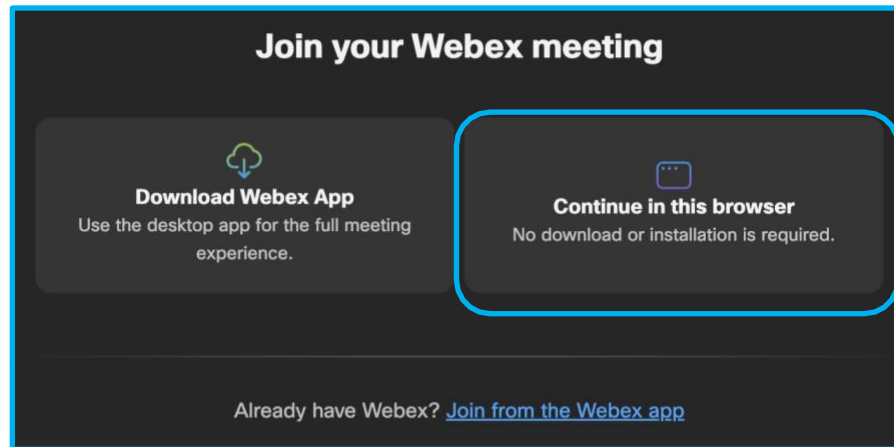 Join your Webex meeting
Download Webex App
Use the desktop app for the full meeting
experience.
Continue in this browser
No download or installation is required.
Already have Webex? Join from the Webex app